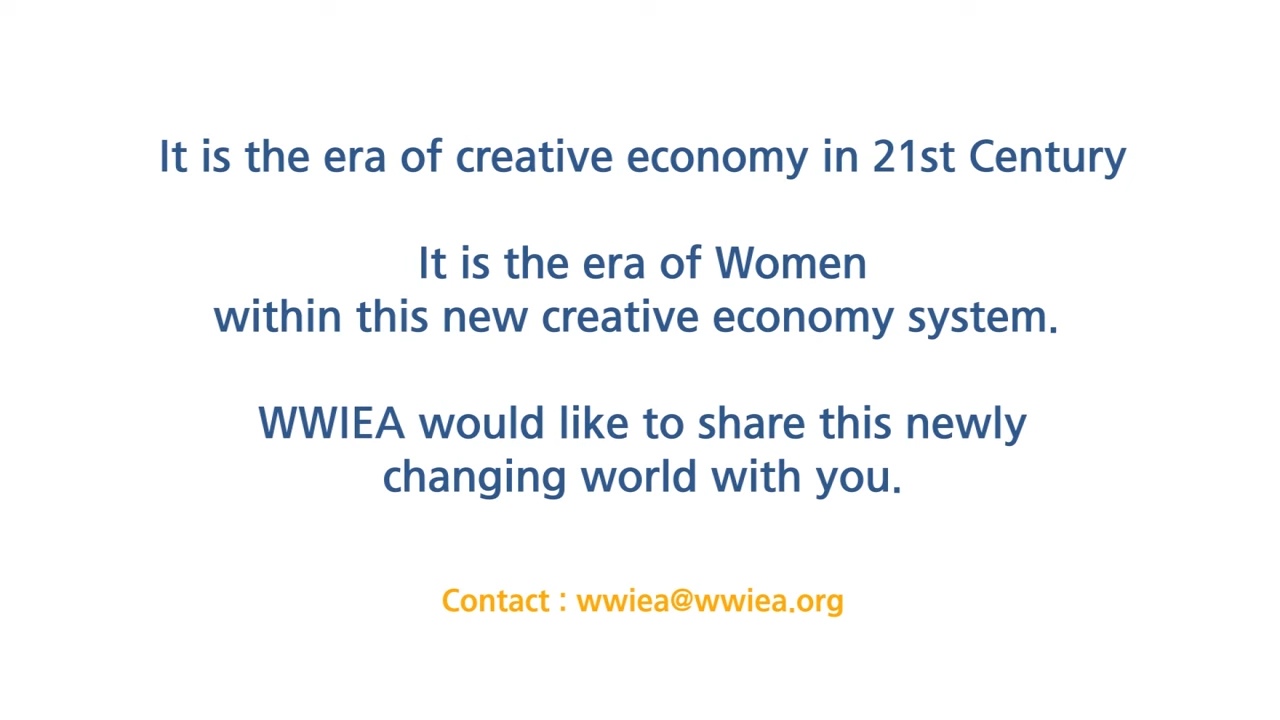 It is the era of creative economy in 21st Century
It is the era of Women
within this new creative economy system.
WWIEA would like to share this newly
changing world with you.
Contact : wwiea@wwiea.org